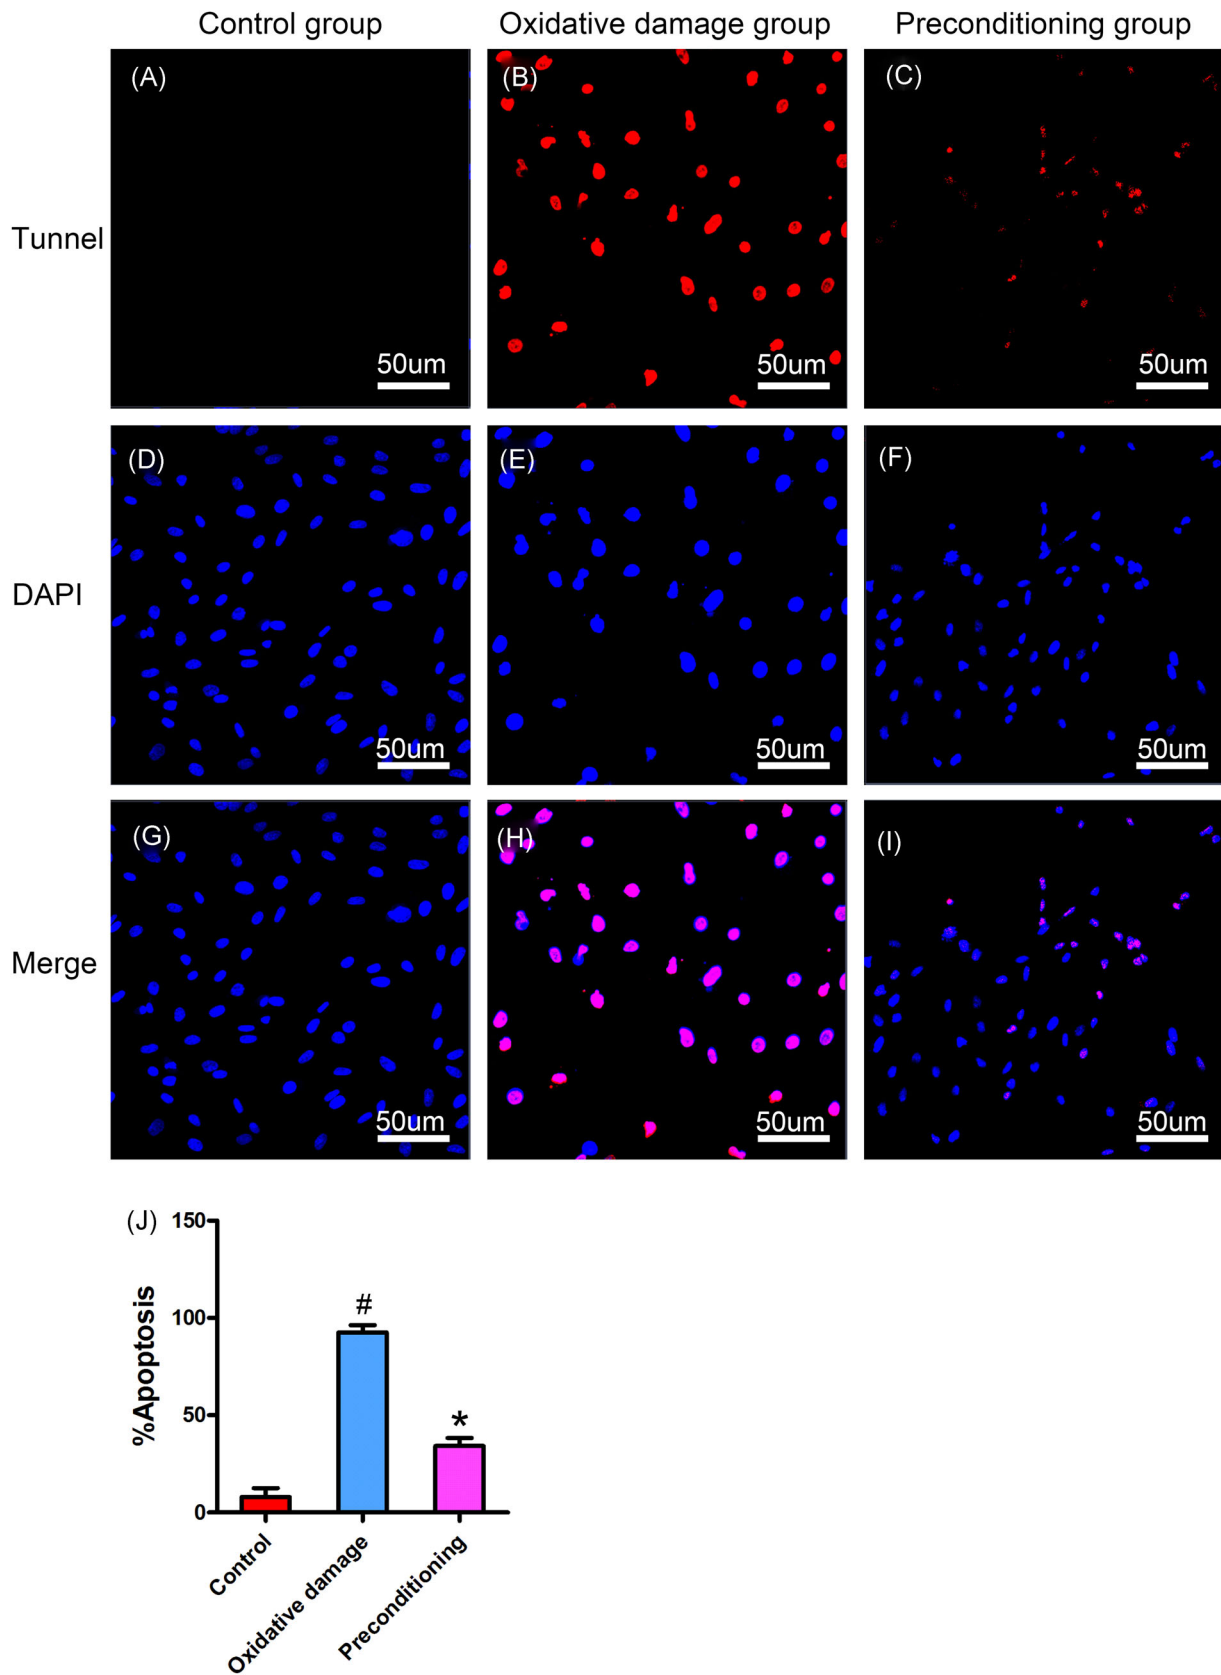 Control group
Oxidative damage group
Preconditioning group
Tunnel
(A)
50um
(B)
50um
(C)
50um
DAPI
(D)
50um
(E)
50um
(F)
50um
Merge
(G)
50um
(H)
50um
(I)
50um
(J)
%Apoptosis
150
100
50
0
#
*
Control
Oxidative damage
Preconditioning